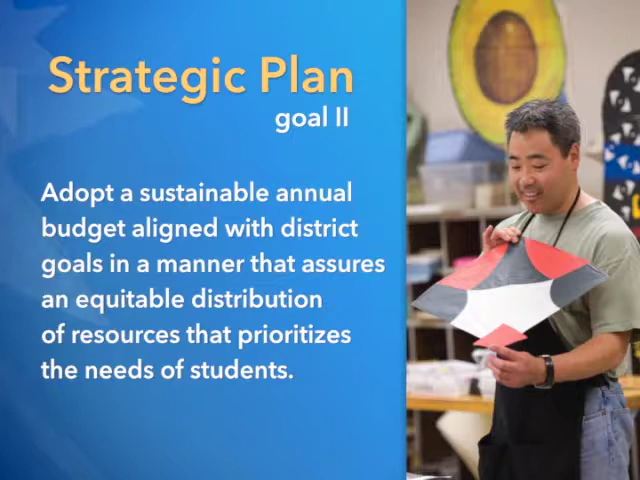 Strategic Plan
goal II
Adopt a sustainable annual
budget aligned with district
goals in a manner that assures
an equitable distribution
of resources that prioritizes
the needs of students.